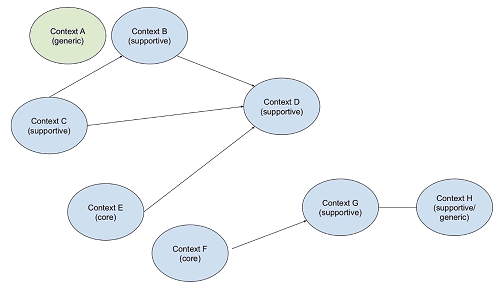 Context A
(generic)
Context B
(supportive)
Context C
(supportive)
Context D
(supportive)
Context E
(core)
Context F
(core)
Context G
(supportive)
Context H
(supportive/
generic)